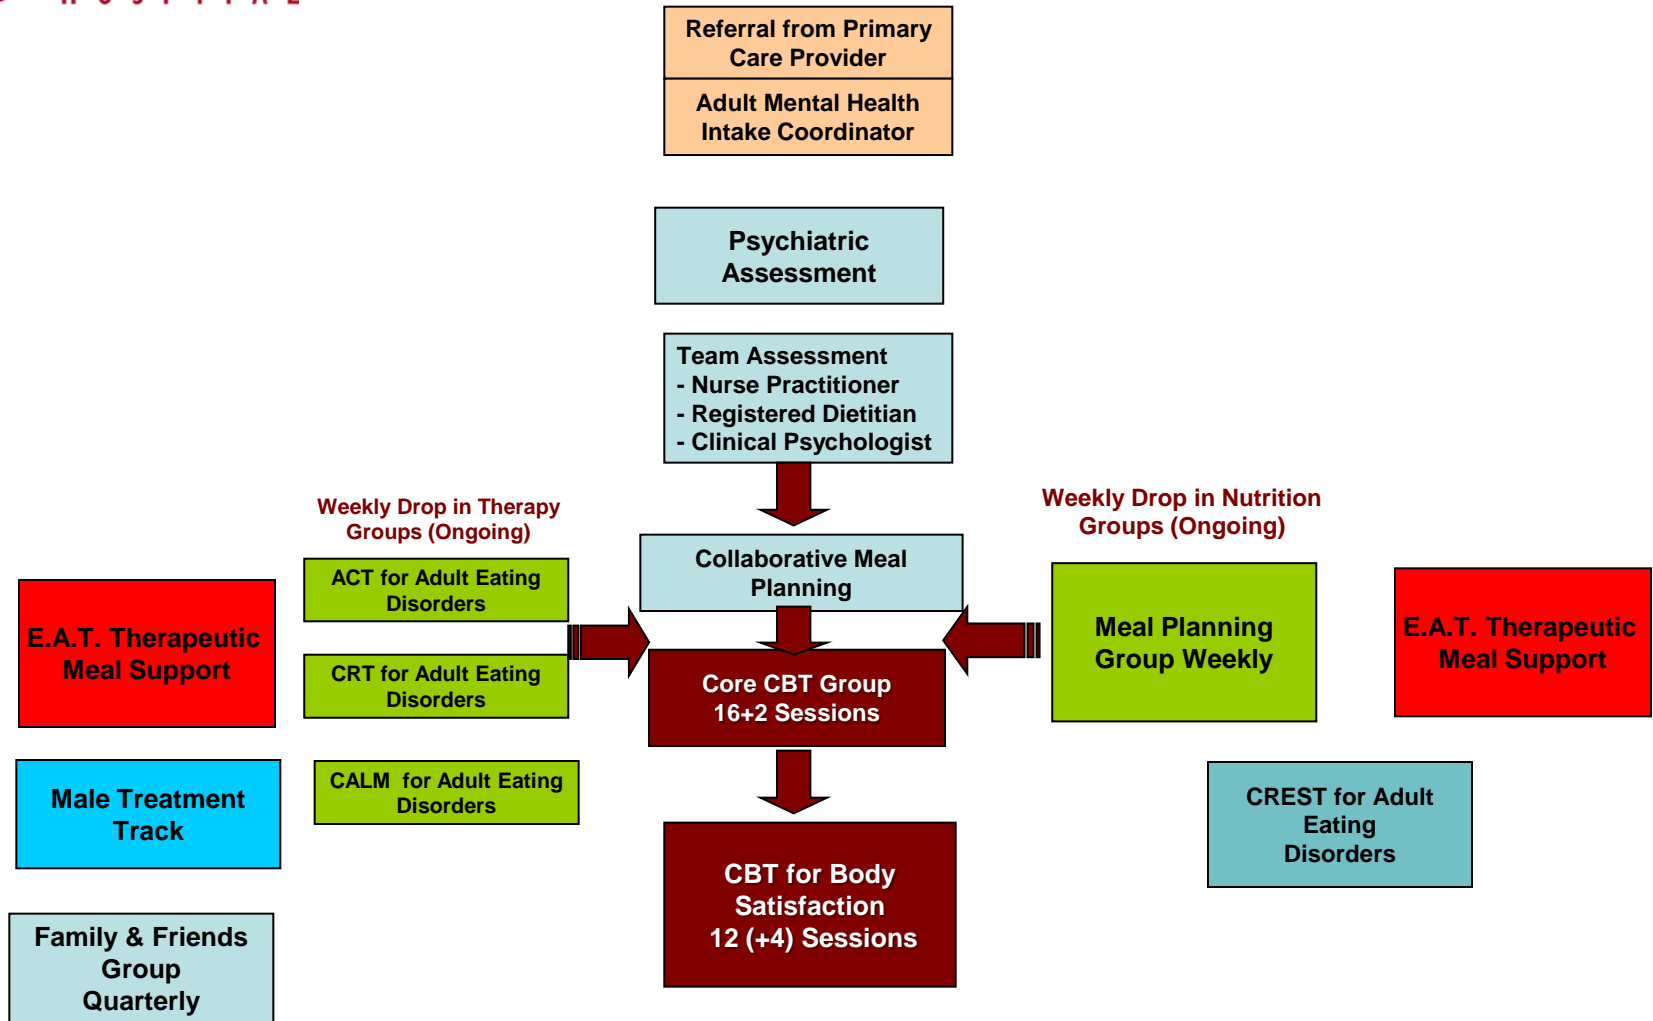 Referral from Primary
Care Provider
Adult Mental Health
Intake Coordinator
Psychiatric
Assessment
Team Assessment
- Nurse Practitioner
- Registered Dietitian
- Clinical Psychologist
Weekly Drop in Therapy
Groups (Ongoing)
Weekly Drop in Nutrition
Groups (Ongoing)
Collaborative Meal
Planning
ACT for Adult Eating
Disorders
E.A.T. Therapeutic
Meal Support
CRT for Adult Eating
Disorders
Core CBT Group
16+2 Sessions
Meal Planning
Group Weekly
E.A.T. Therapeutic
Meal Support
Male Treatment
Track
CALM  for Adult Eating
Disorders
CREST for Adult
Eating
Disorders
CBT for Body
Satisfaction
12 (+4) Sessions
Family & Friends
Group
Quarterly